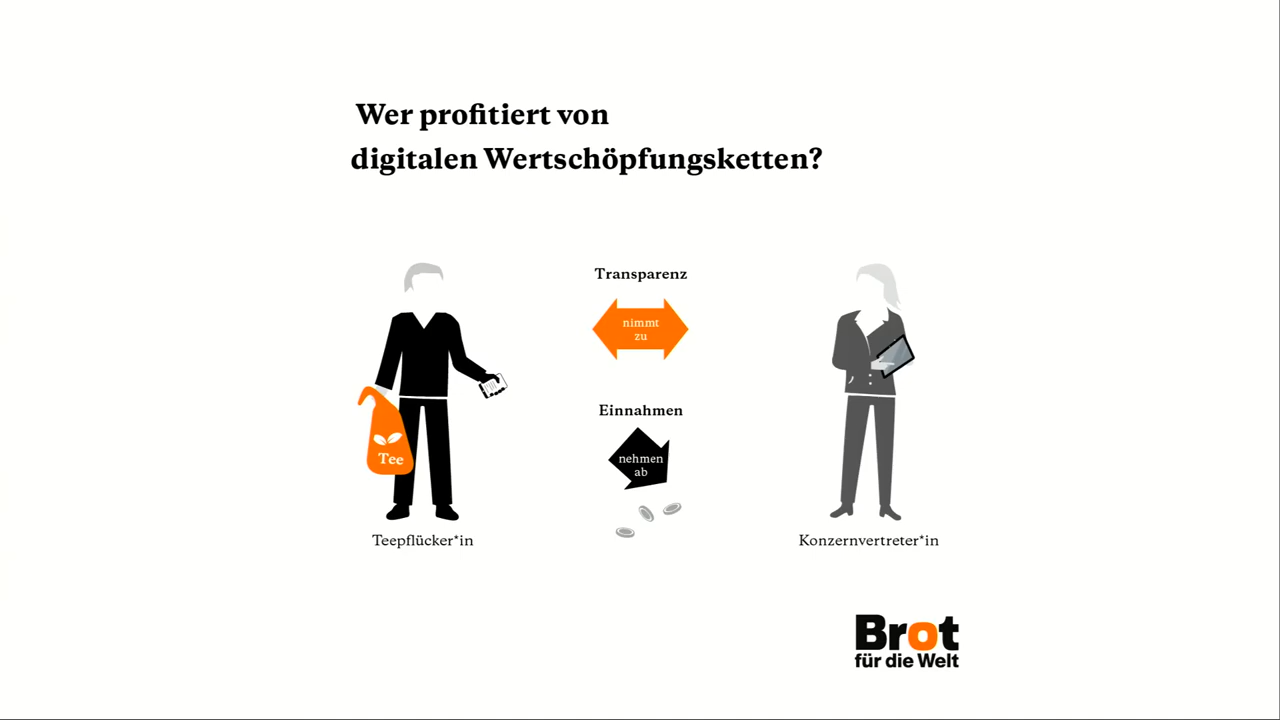 Wer profitiert von
digitalen Wertschöpfungsketten?
Transparenz
nimmt
zu
Einnahmen
nehmen
ab
Tee
Teepflücker*in
Konzernvertreter*in
Brot
für die Welt